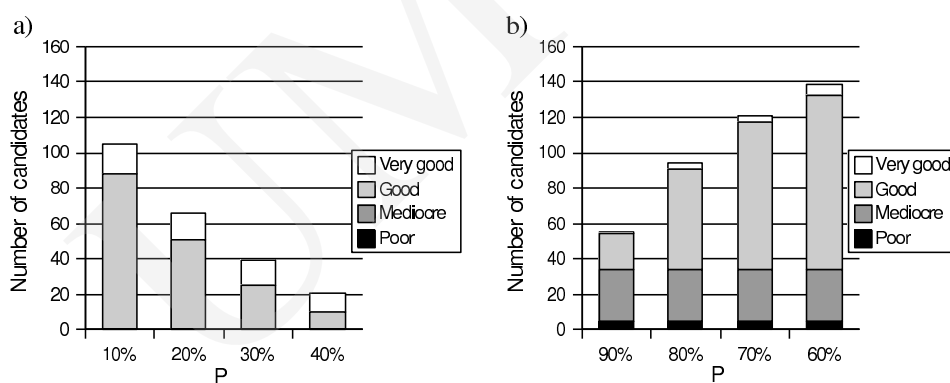 a)
Number of candidates
160
140
120
100
80
60
40
20
0
10% 20% 30% 40%
P
Very good
Good
Mediocre
Poor
b)
Number of candidates
160
140
120
100
80
60
40
20
0
90% 80% 70% 60%
P
Very good
Good
Mediocre
Poor